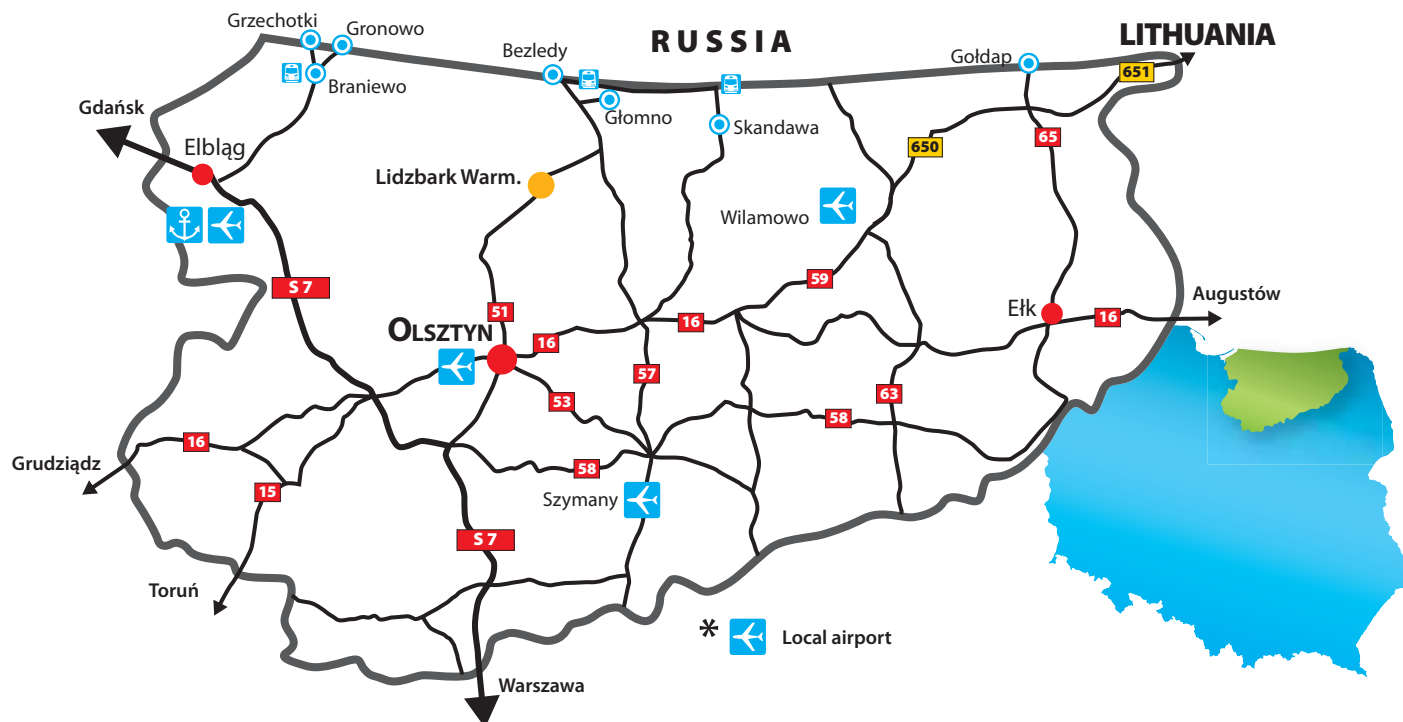 Grzechotki
Gronowo
RUSSIA
LITHUANIA
Bezledy
Gołdap
651
Braniewo
Gdańsk
Głomno
Skandawa
65
650
Elbląg
Lidzbark Warm.
Wilamowo
S 7
59
Augustów
51
Ełk
16
OLSZTYN
16
16
57
53
63
58
16
Grudziądz
58
15
Szymany
S 7
Toruń
* Local airport
Warszawa